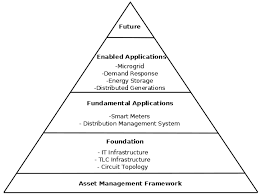 Future
Enabled Applications
-Microgrid
-Demand Response
-Energy Storage
-Distributed Generations
Fundamental Applications
-Smart Meters
- Distribution Management System
Foundation
- IT Infrastructure
- TLC Infrastructure
- Circuit Topology
Asset Management Framework